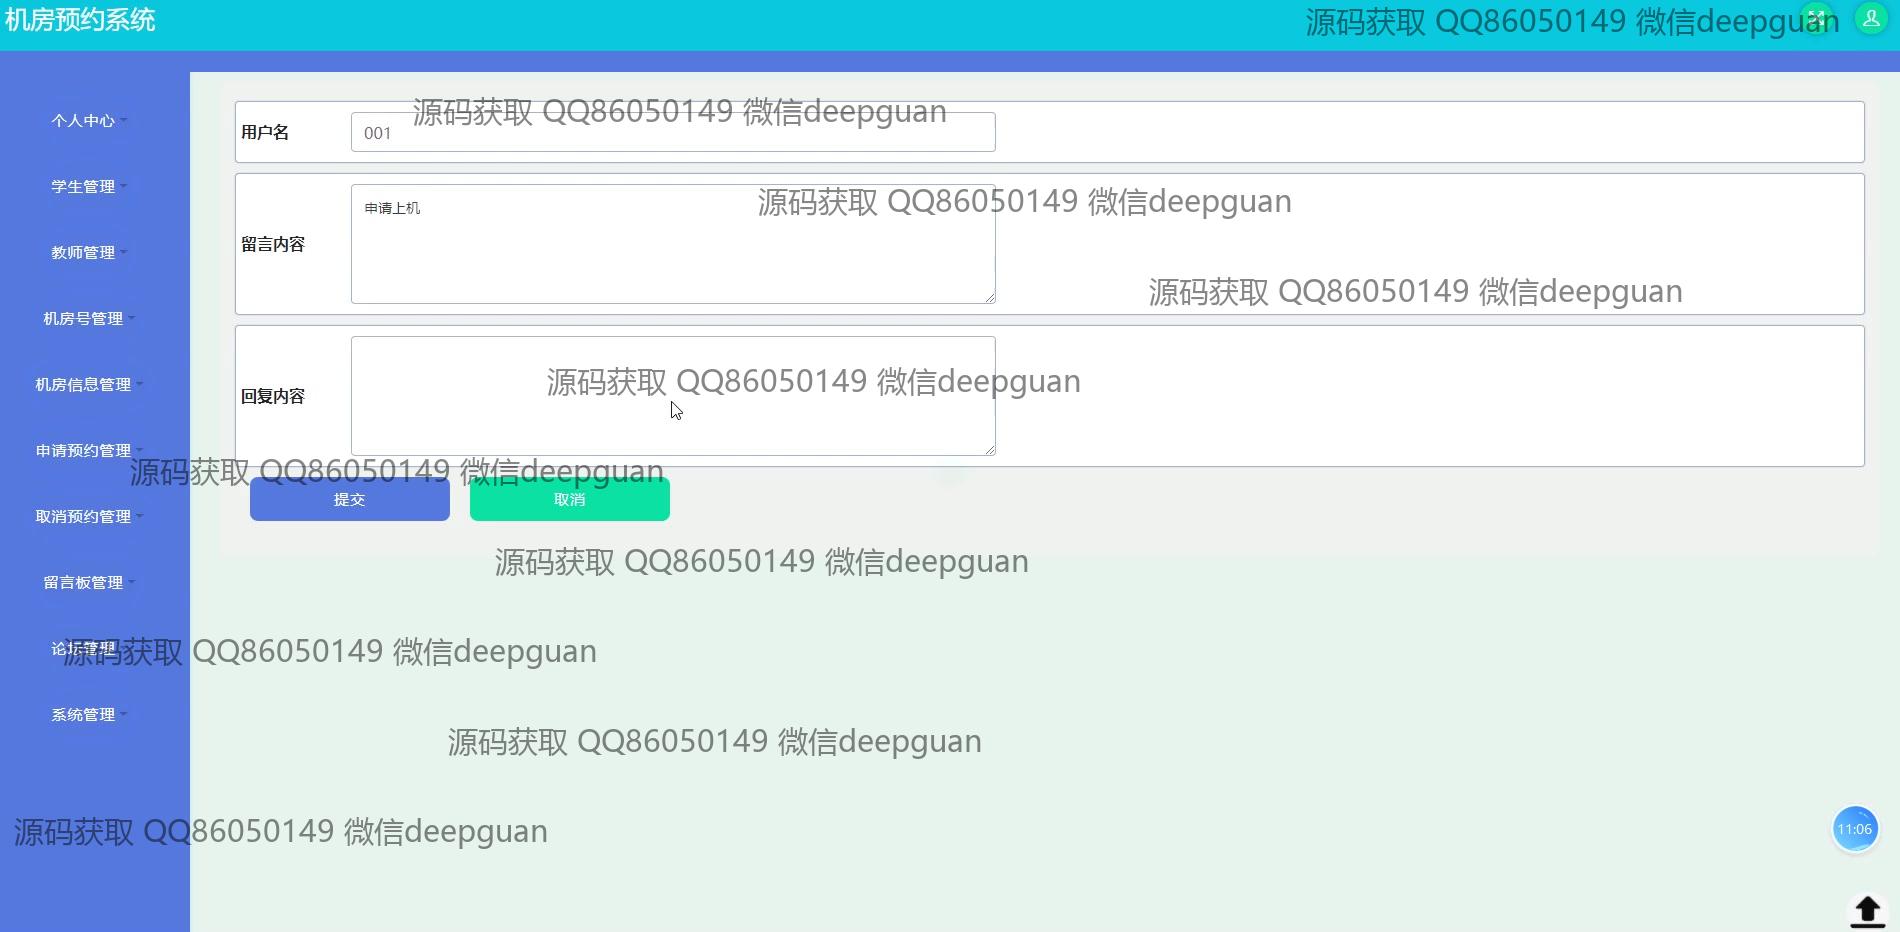 机房预约系统
源码获取 QQ86050149 微信deepguan
个人中心
学生管理
教师管理
机房号管理
机房信息管理
申请预约管理
取消预约管理
留言板管理
论坛管理
系统管理
源码获取 QQ86050149 微信deepguan
用户名
001
源码获取 QQ86050149 微信deepguan
留言内容
申请上机
源码获取 QQ86050149 微信deepguan
回复内容
源码获取 QQ86050149 微信deepguan
源码获取 QQ86050149 微信deepguan
提交
取消
源码获取 QQ86050149 微信deepguan
源码获取 QQ86050149 微信deepguan
源码获取 QQ86050149 微信deepguan
源码获取 QQ86050149 微信deepguan
11:06